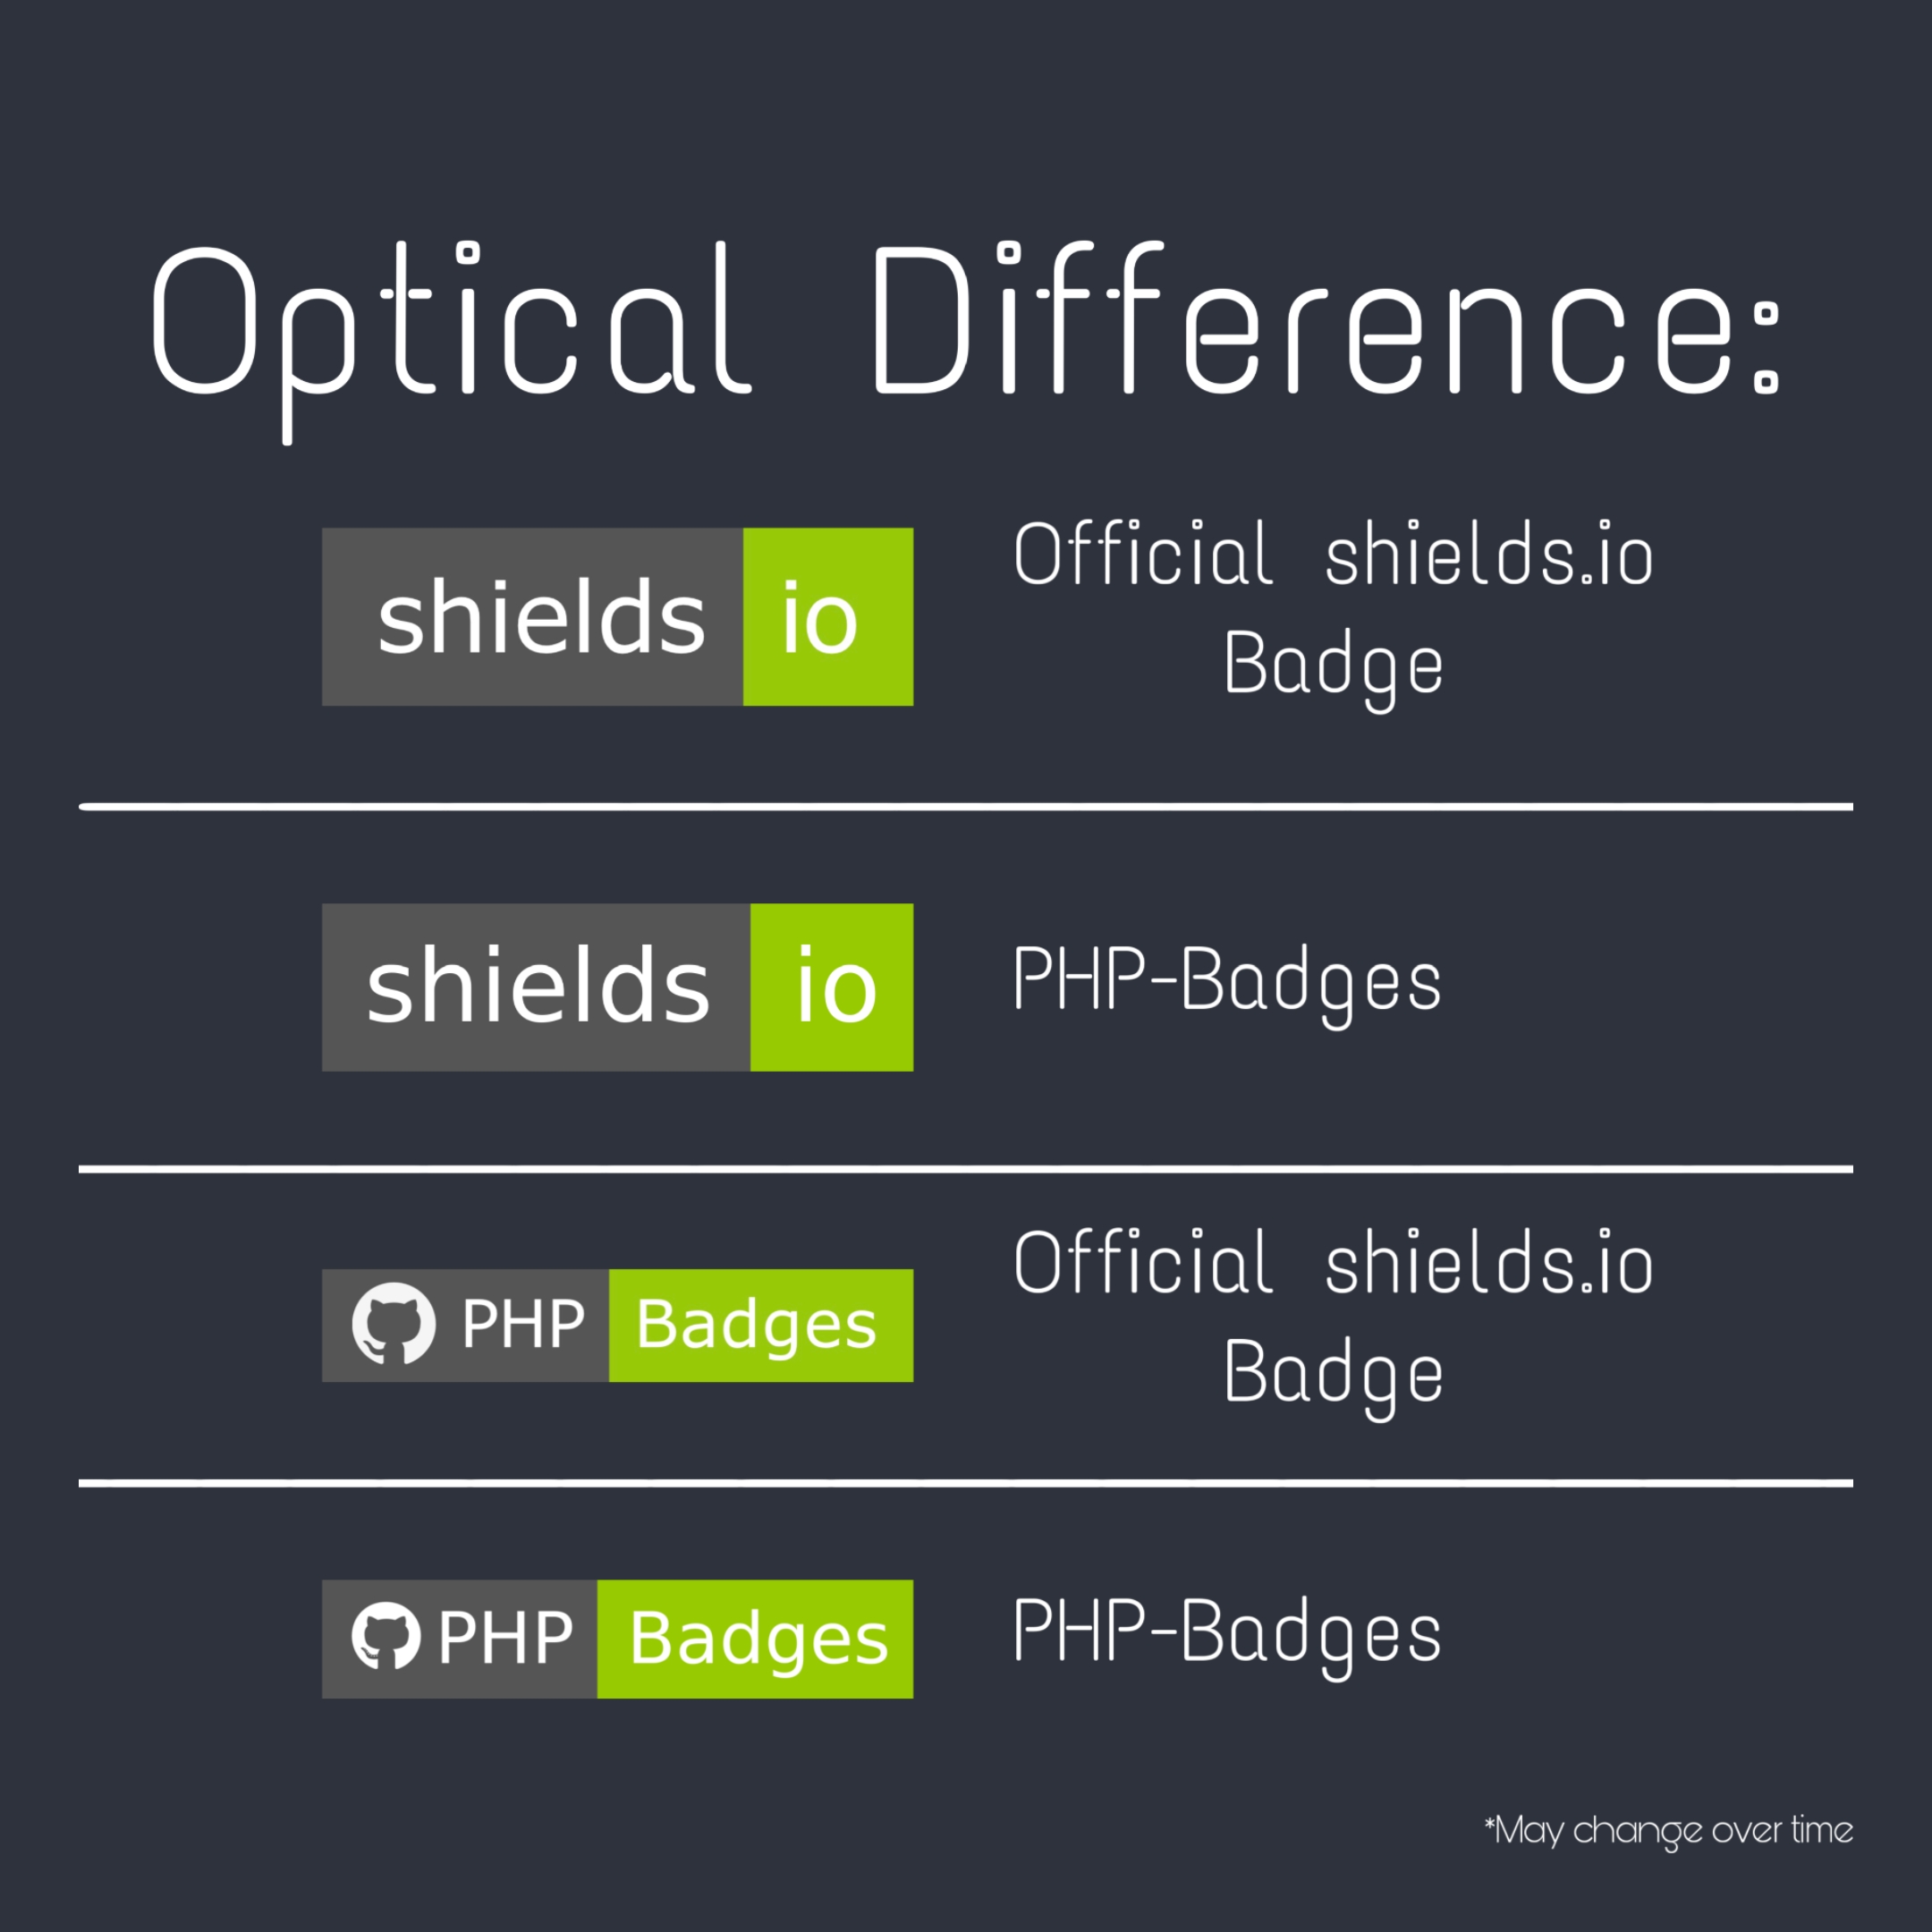 Optical Difference:
shields io
Official shields.io
Badge
shields io
PHP-Badges
PHP Badges
Official shields.io
Badge
PHP Badges
PHP-Badges
*May change over time